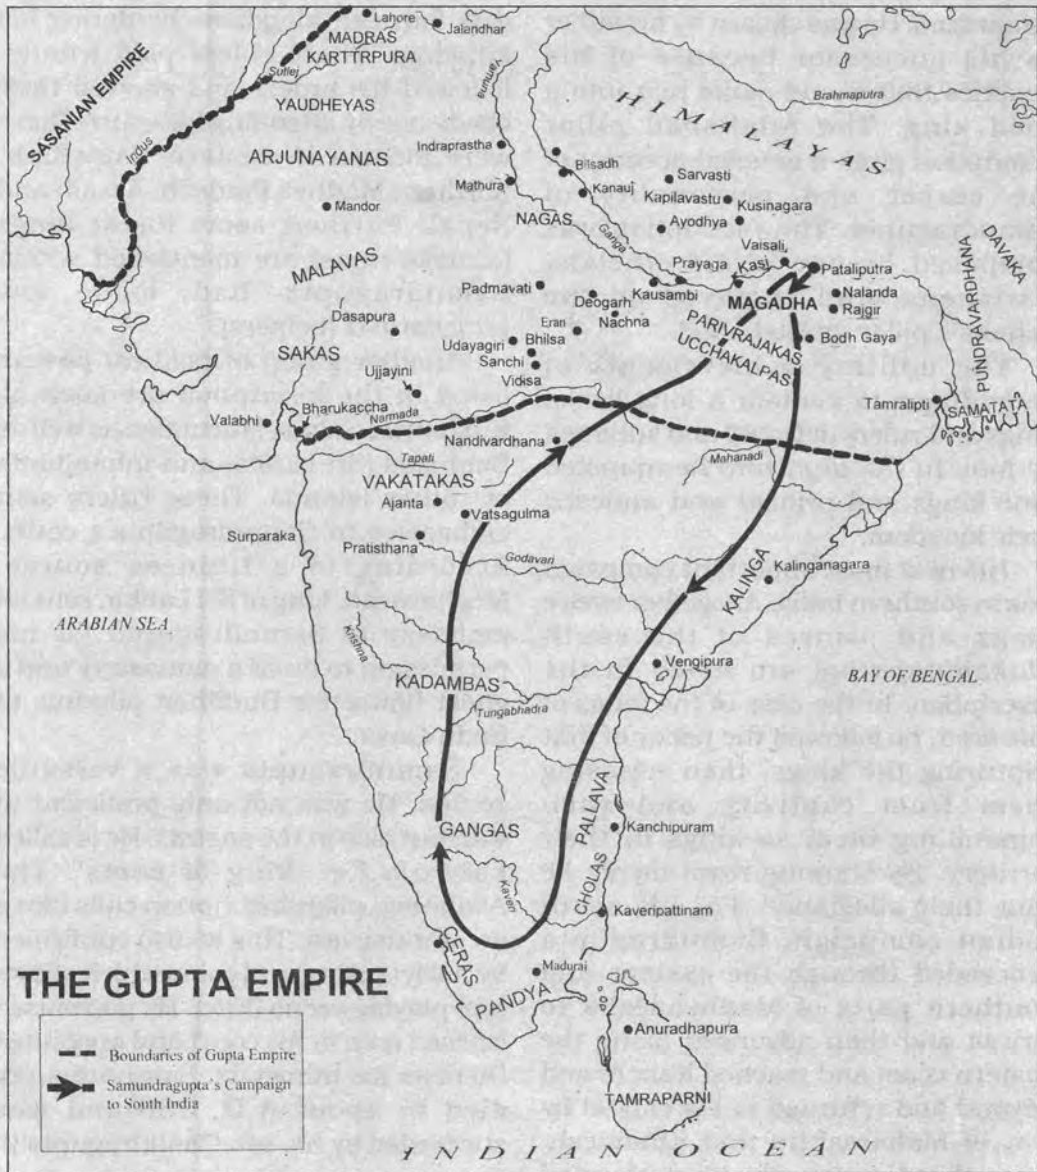 Lahore
Jalandhar
MADRAS
KARTTRPURA
SASANIAN EMPIRE
Sutlej
Indus
YAUDHEYAS
Yamuna
HIMALAYAS
Brahmaputra
ARJUNAYANAS
Indraprastha
Bilsadh
Mathura
Kanauj
Sarvasti
Kapilavastu
Kusinagara
Mandor
NAGAS
Ayodhya
Ganga
Vaisali
DAVAKA
MALAVAS
Prayaga
Kasi
Pataliputra
Padmavati
Kausambi
MAGADHA
Nalanda
Rajgir
PUNDRAVARDHANA
Dasapura
Deogarh
Eran
Nachna
PARIVRAJAKAS
UCCHAKALPAS
Bodh Gaya
SAKAS
Udayagiri
Bhilsa
Sanchi
Vidisa
Ujjayini
Tamralipti
SAMATATA
Valabhi
Bharukaccha
Narmada
Nandivardhana
Tapati
Mahanadi
VAKATAKAS
Ajanta
Vatsagulma
Surparaka
Pratisthana
Godavari
KALINGA
Kalinganagara
ARABIAN SEA
Krishna
Vengipura
BAY OF BENGAL
KADAMBAS
Tungabhadra
GANGAS
PALLAVA
Kanchipuram
CHOLAS
Kaveri
Kaveripattinam
CERAS
Madurai
PANDYA
THE GUPTA EMPIRE
Anuradhapura
Boundaries of Gupta Empire
Samundragupta's Campaign
to South India
TAMRAPARNI
INDIAN OCEAN